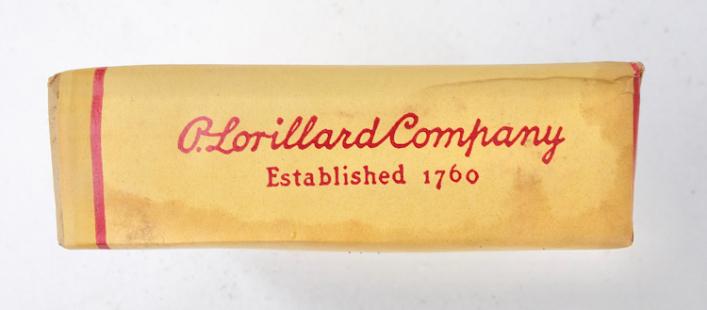 P. Lorillard Company
Established 1760